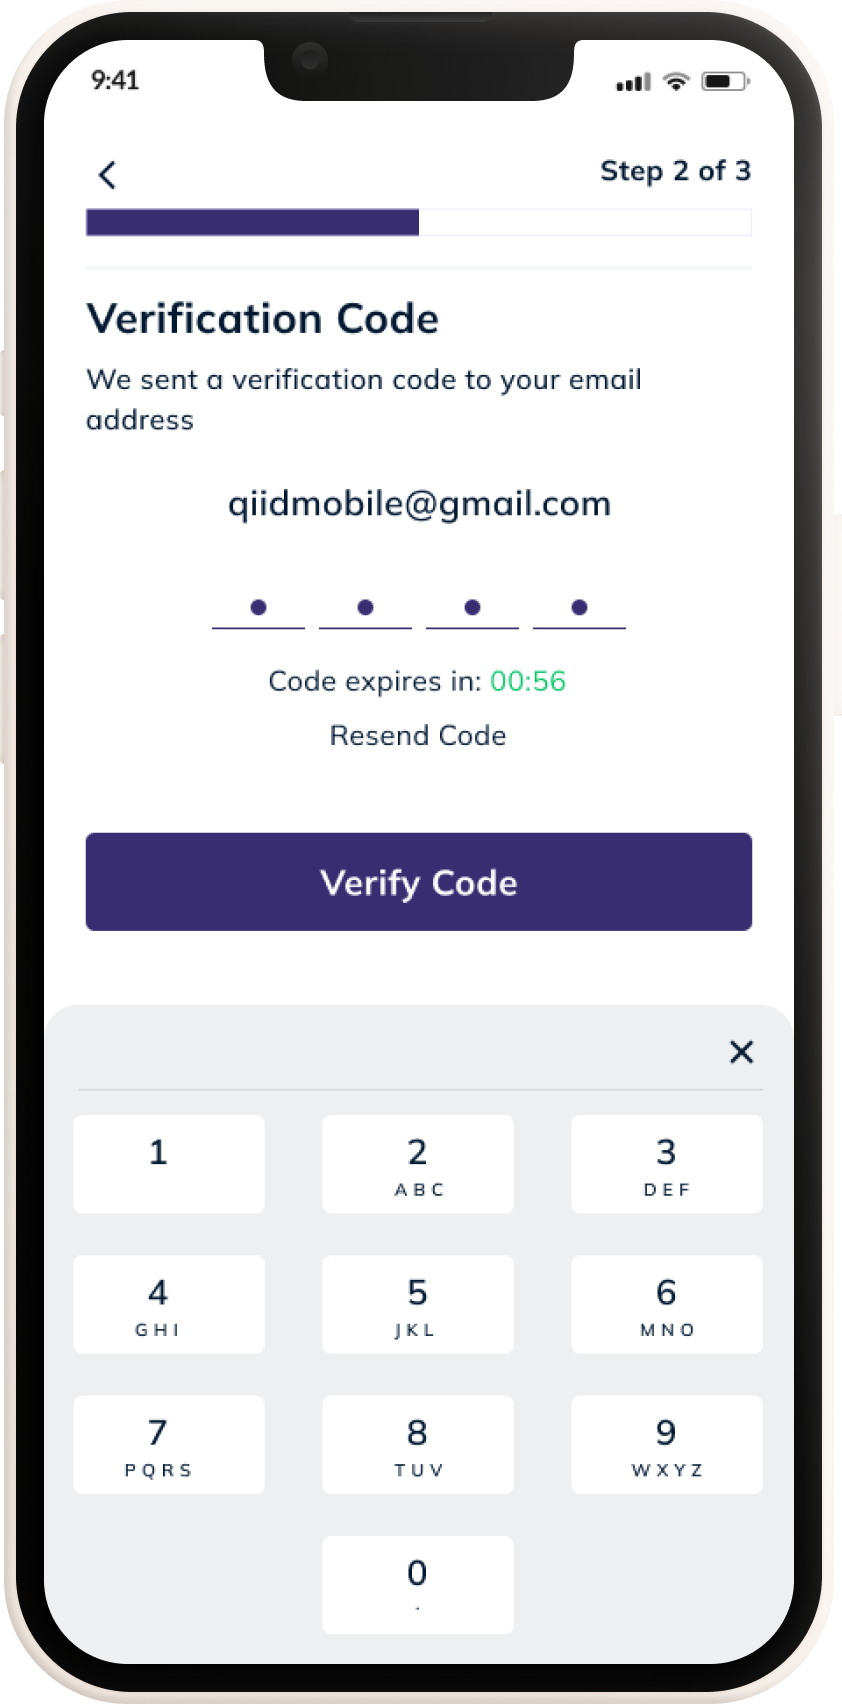 9:41
Step 2 of 3
Verification Code
We sent a verification code to your email
address
qiidmobile@gmail.com
Code expires in: 00:56
Resend Code
Verify Code
1
2
ABC
3
DEF
4
GHI
5
JKL
6
MNO
7
PQRS
8
TUV
9
WXYZ
0
.